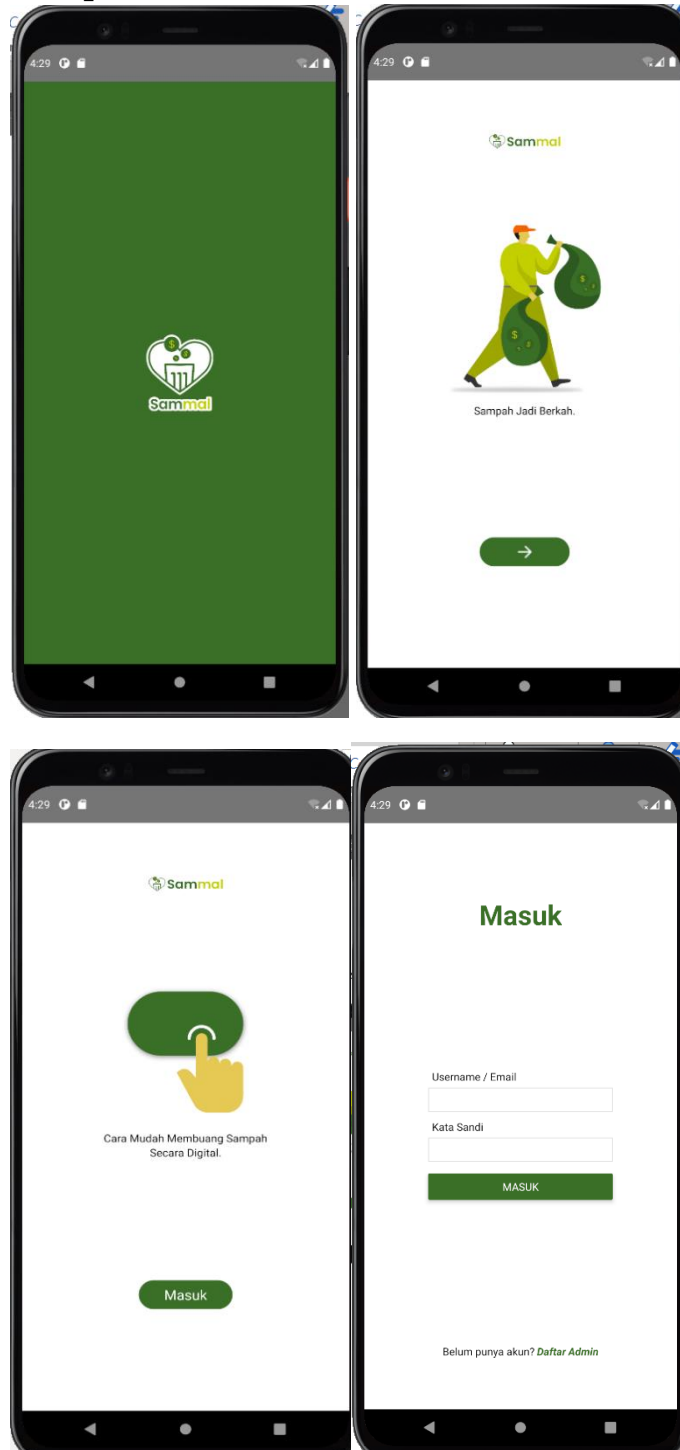 4:29
Sammal
4:29
Sammal
Sampah Jadi Berkah.
4:29
Sammal
Cara Mudah Membuang Sampah
Secara Digital.
Masuk
4:29
Masuk
Username / Email
Kata Sandi
MASUK
Belum punya akun? Daftar Admin